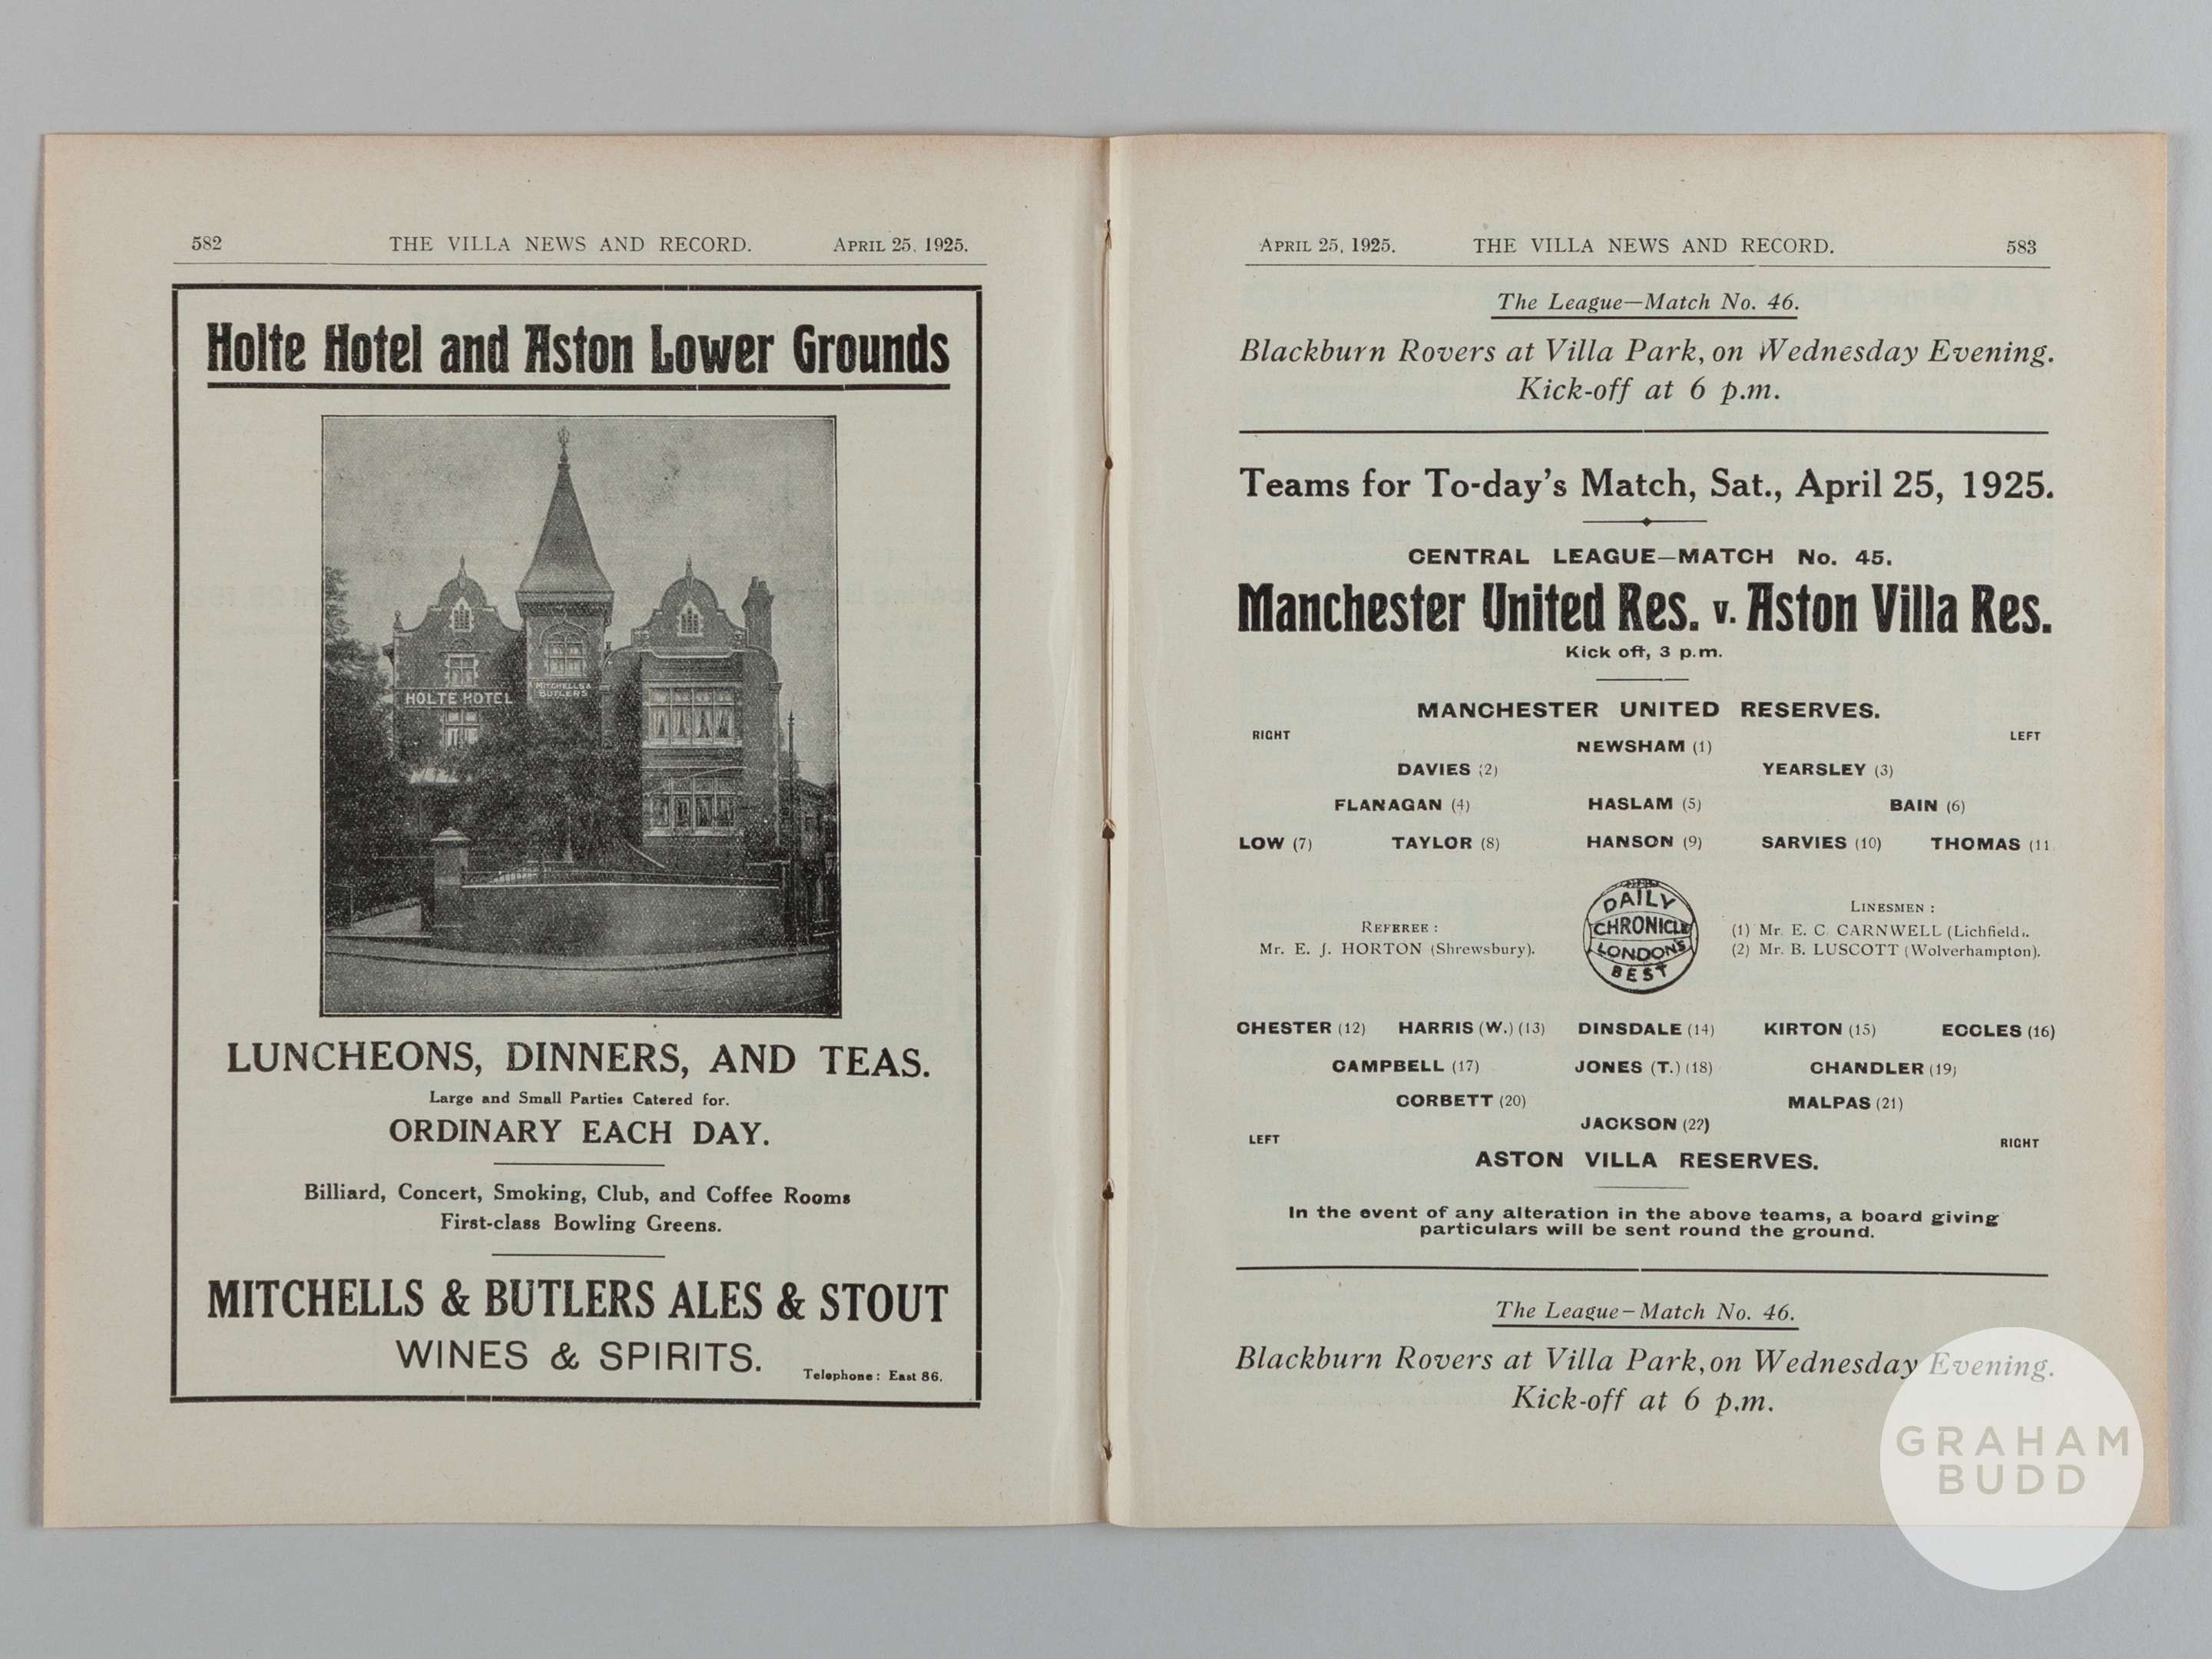 582 THE VILLA NEWS AND RECORD. APRIL 25, 1925.
Holte Hotel and Aston Lower Grounds
HOLTE HOTEL
MITCHELLS & BUTLERS
LUNCHEONS, DINNERS, AND TEAS.
Large and Small Parties Catered for.
ORDINARY EACH DAY.
Billiard, Concert, Smoking, Club, and Coffee Rooms
First-class Bowling Greens.
MITCHELLS & BUTLERS ALES & STOUT
WINES & SPIRITS.
Telephone: East 86.
APRIL 25, 1925. THE VILLA NEWS AND RECORD. 583
The League—Match No. 46.
Blackburn Rovers at Villa Park, on Wednesday Evening.
Kick-off at 6 p.m.
Teams for To-day's Match, Sat., April 25, 1925.
CENTRAL LEAGUE—MATCH No. 45.
Manchester United Res. v. Aston Villa Res.
Kick off, 3 p.m.
MANCHESTER UNITED RESERVES.
RIGHT LEFT
NEWSHAM (1)
DAVIES (2) YEARSLEY (3)
FLANAGAN (4) HASLAM (5) BAIN (6)
LOW (7) TAYLOR (8) HANSON (9) SARVIES (10) THOMAS (11
REFEREE:
Mr. E. J. HORTON (Shrewsbury).
DAILY
CHRONICLE
LONDON'S
BEST
LINESMEN:
(1) Mr. E. C. CARNWELL (Lichfield).
(2) Mr. B. LUSCOTT (Wolverhampton).
CHESTER (12) HARRIS (W.) (13) DINSDALE (14) KIRTON (15) ECCLES (16)
CAMPBELL (17) JONES (T.) (18) CHANDLER (19)
CORBETT (20) MALPAS (21)
JACKSON (22)
LEFT RIGHT
ASTON VILLA RESERVES.
In the event of any alteration in the above teams, a board giving
particulars will be sent round the ground.
The League—Match No. 46.
Blackburn Rovers at Villa Park, on Wednesday Evening.
Kick-off at 6 p.m.
GRAHAM
BUDD